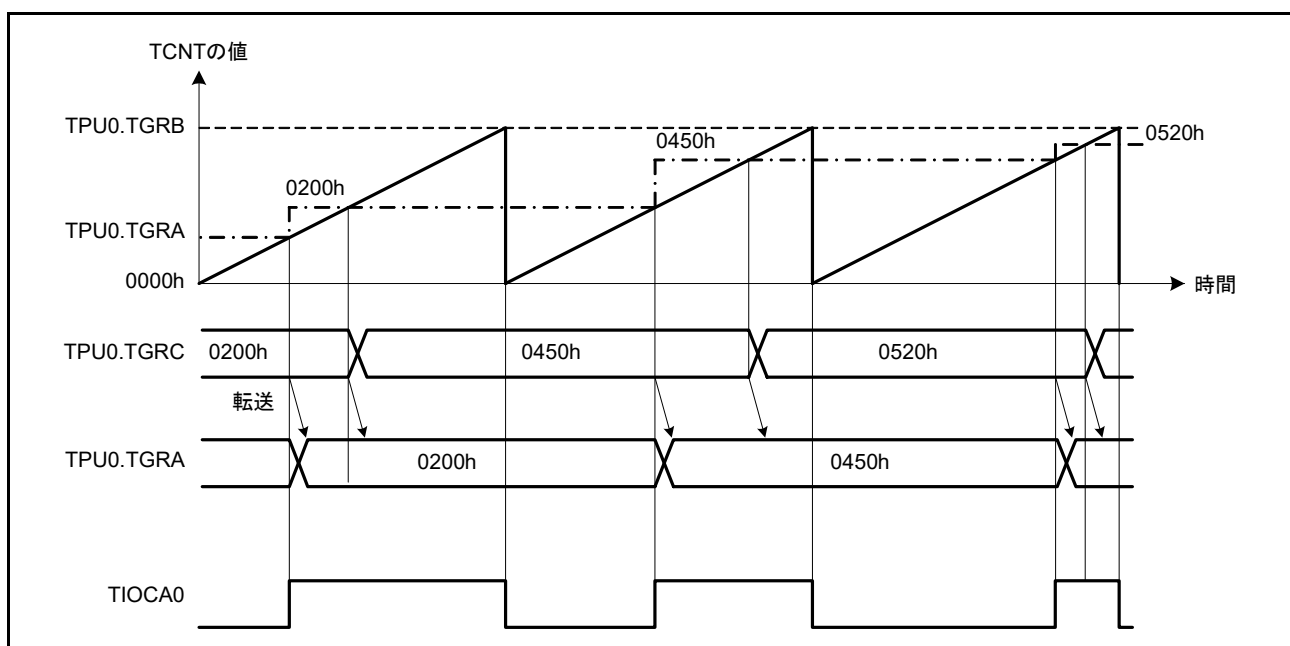 TCNTの値
TPU0.TGRB
0520h
0450h
0200h
TPU0.TGRA
0000h
時間
TPU0.TGRC
0200h
0450h
0520h
転送
TPU0.TGRA
0200h
0450h
TIOCA0